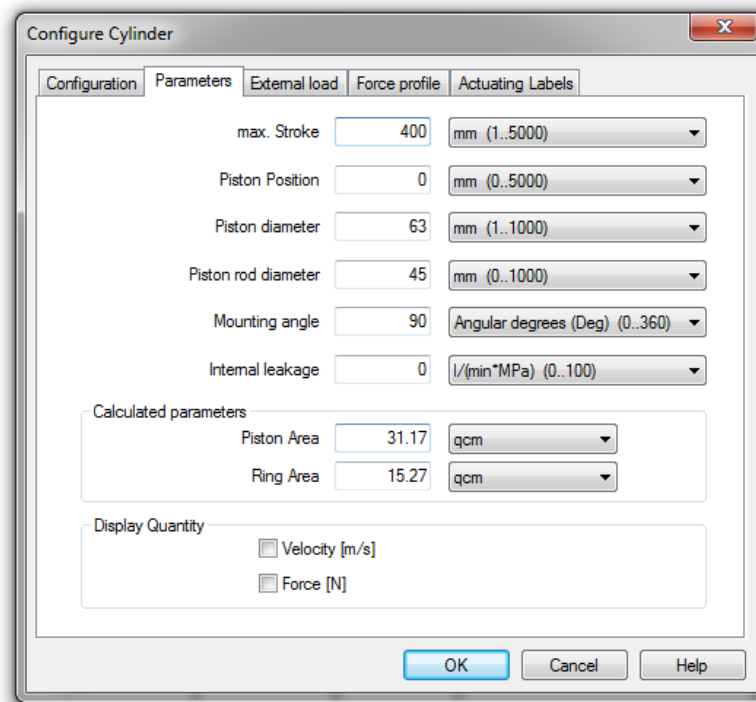 Configure Cylinder
Configuration Parameters External load Force profile Actuating Labels
max. Stroke 400 mm (1..5000)
Piston Position 0 mm (0..5000)
Piston diameter 63 mm (1..1000)
Piston rod diameter 45 mm (0..1000)
Mounting angle 90 Angular degrees (Deg) (0..360)
Internal leakage 0 l/(min*MPa) (0..100)
Calculated parameters
Piston Area 31.17 qcm
Ring Area 15.27 qcm
Display Quantity
Velocity [m/s]
Force [N]
OK Cancel Help